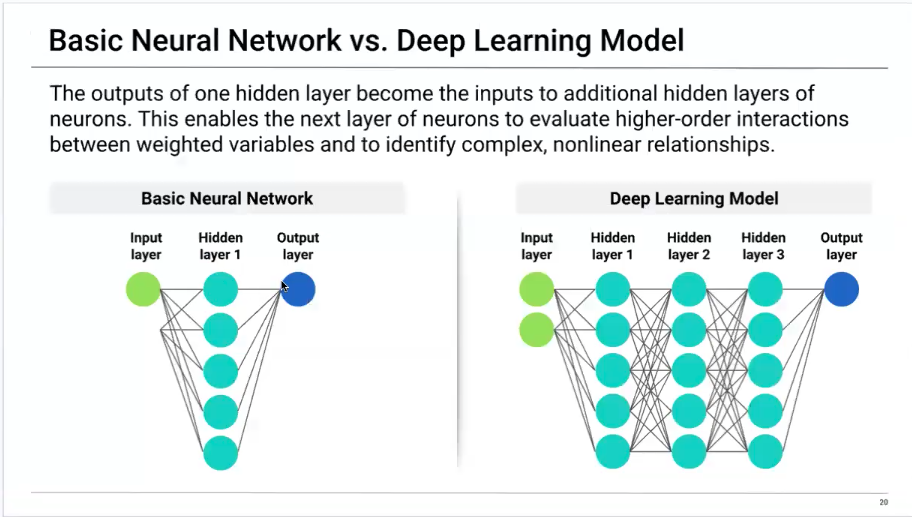 Basic Neural Network vs. Deep Learning Model
The outputs of one hidden layer become the inputs to additional hidden layers of
neurons. This enables the next layer of neurons to evaluate higher-order interactions
between weighted variables and to identify complex, nonlinear relationships.
Basic Neural Network
Input layer
Hidden layer 1
Output layer
Deep Learning Model
Input layer
Hidden layer 1
Hidden layer 2
Hidden layer 3
Output layer
20